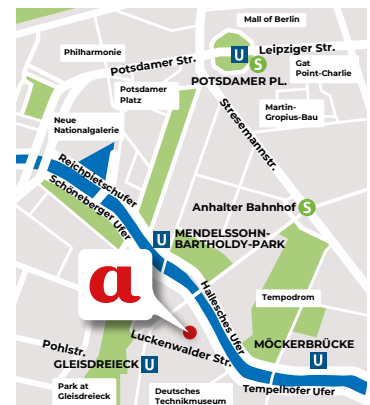 Mall of Berlin
Philharmonie
U
Leipziger Str.
Potsdamer Str.
S
Gat
Point-Charlie
POTSDAMER PL.
Potsdamer
Platz
Martin-
Gropius-Bau
Neue
Nationalgalerie
Stresemannstr.
Reichpietschufer
Schöneberger Ufer
Anhalter Bahnhof
S
U
MENDELSSOHN-
BARTHOLDY-PARK
a
Hallesches Ufer
Tempodrom
Luckenwalder Str.
Pohlstr.
MÖCKERBRÜCKE
U
GLEISDREIECK
U
Park at
Gleisdreieck
Deutsches
Technikmuseum
Tempelhofer Ufer